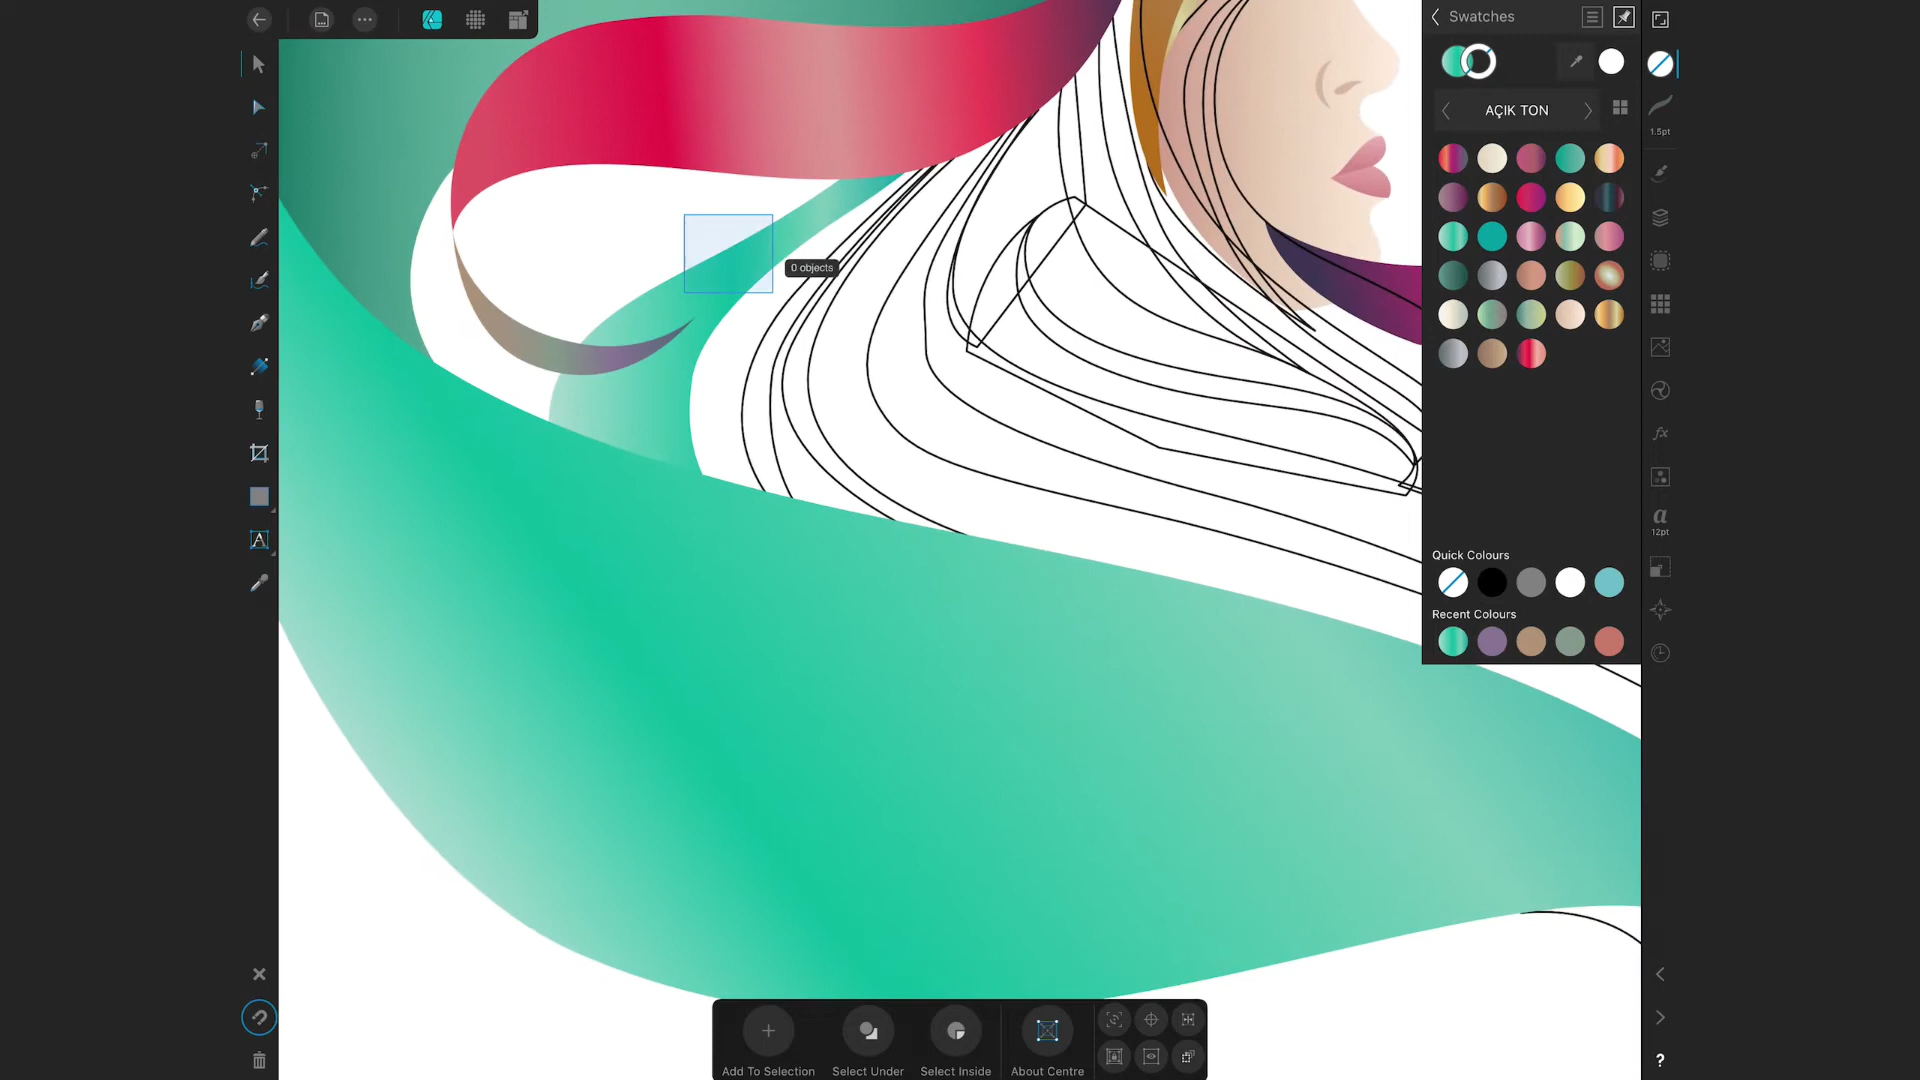 Swatches
AÇIK TON
1.5pt
0 objects
fx
a
12pt
A
Quick Colours
Recent Colours
Add To Selection
Select Under
Select Inside
About Centre
?